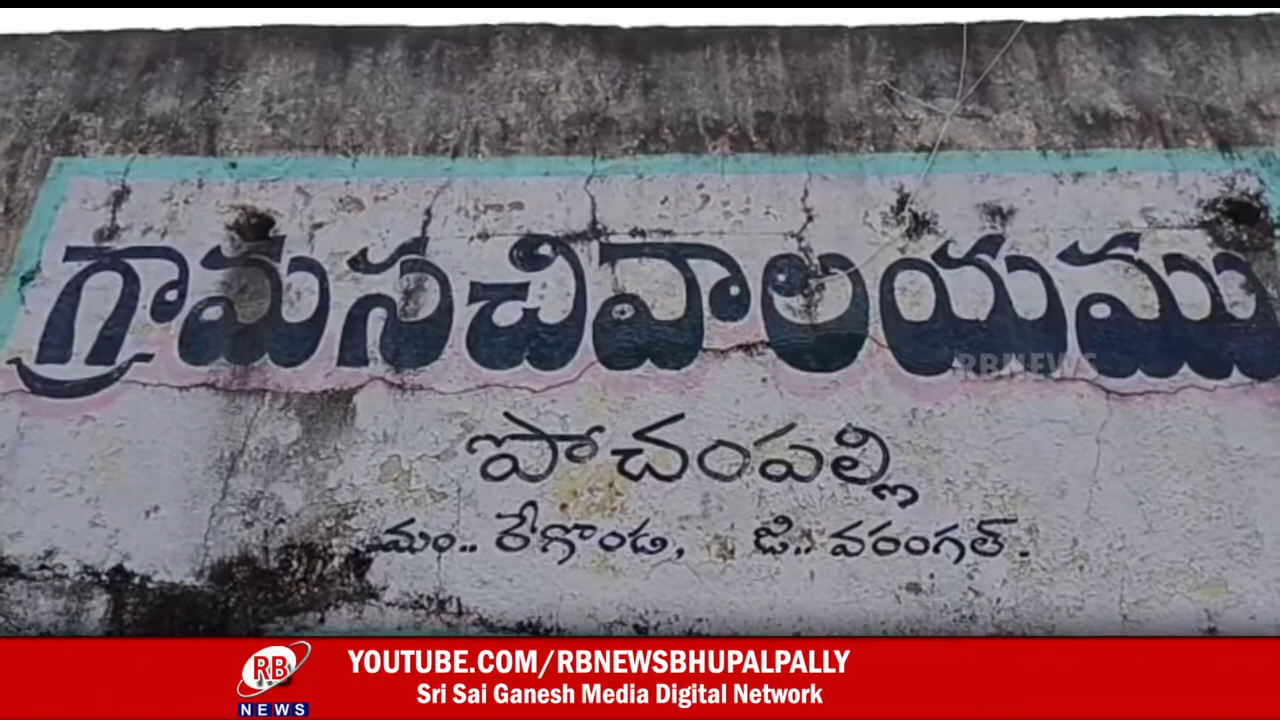 గ్రామసచివాలయము
RBNEWS
పోచంపల్లి
మం.. రేగొండ, జి.. వరంగల్.
RB
NEWS
YOUTUBE.COM/RBNEWSBHUPALPALLY
Sri Sai Ganesh Media Digital Network